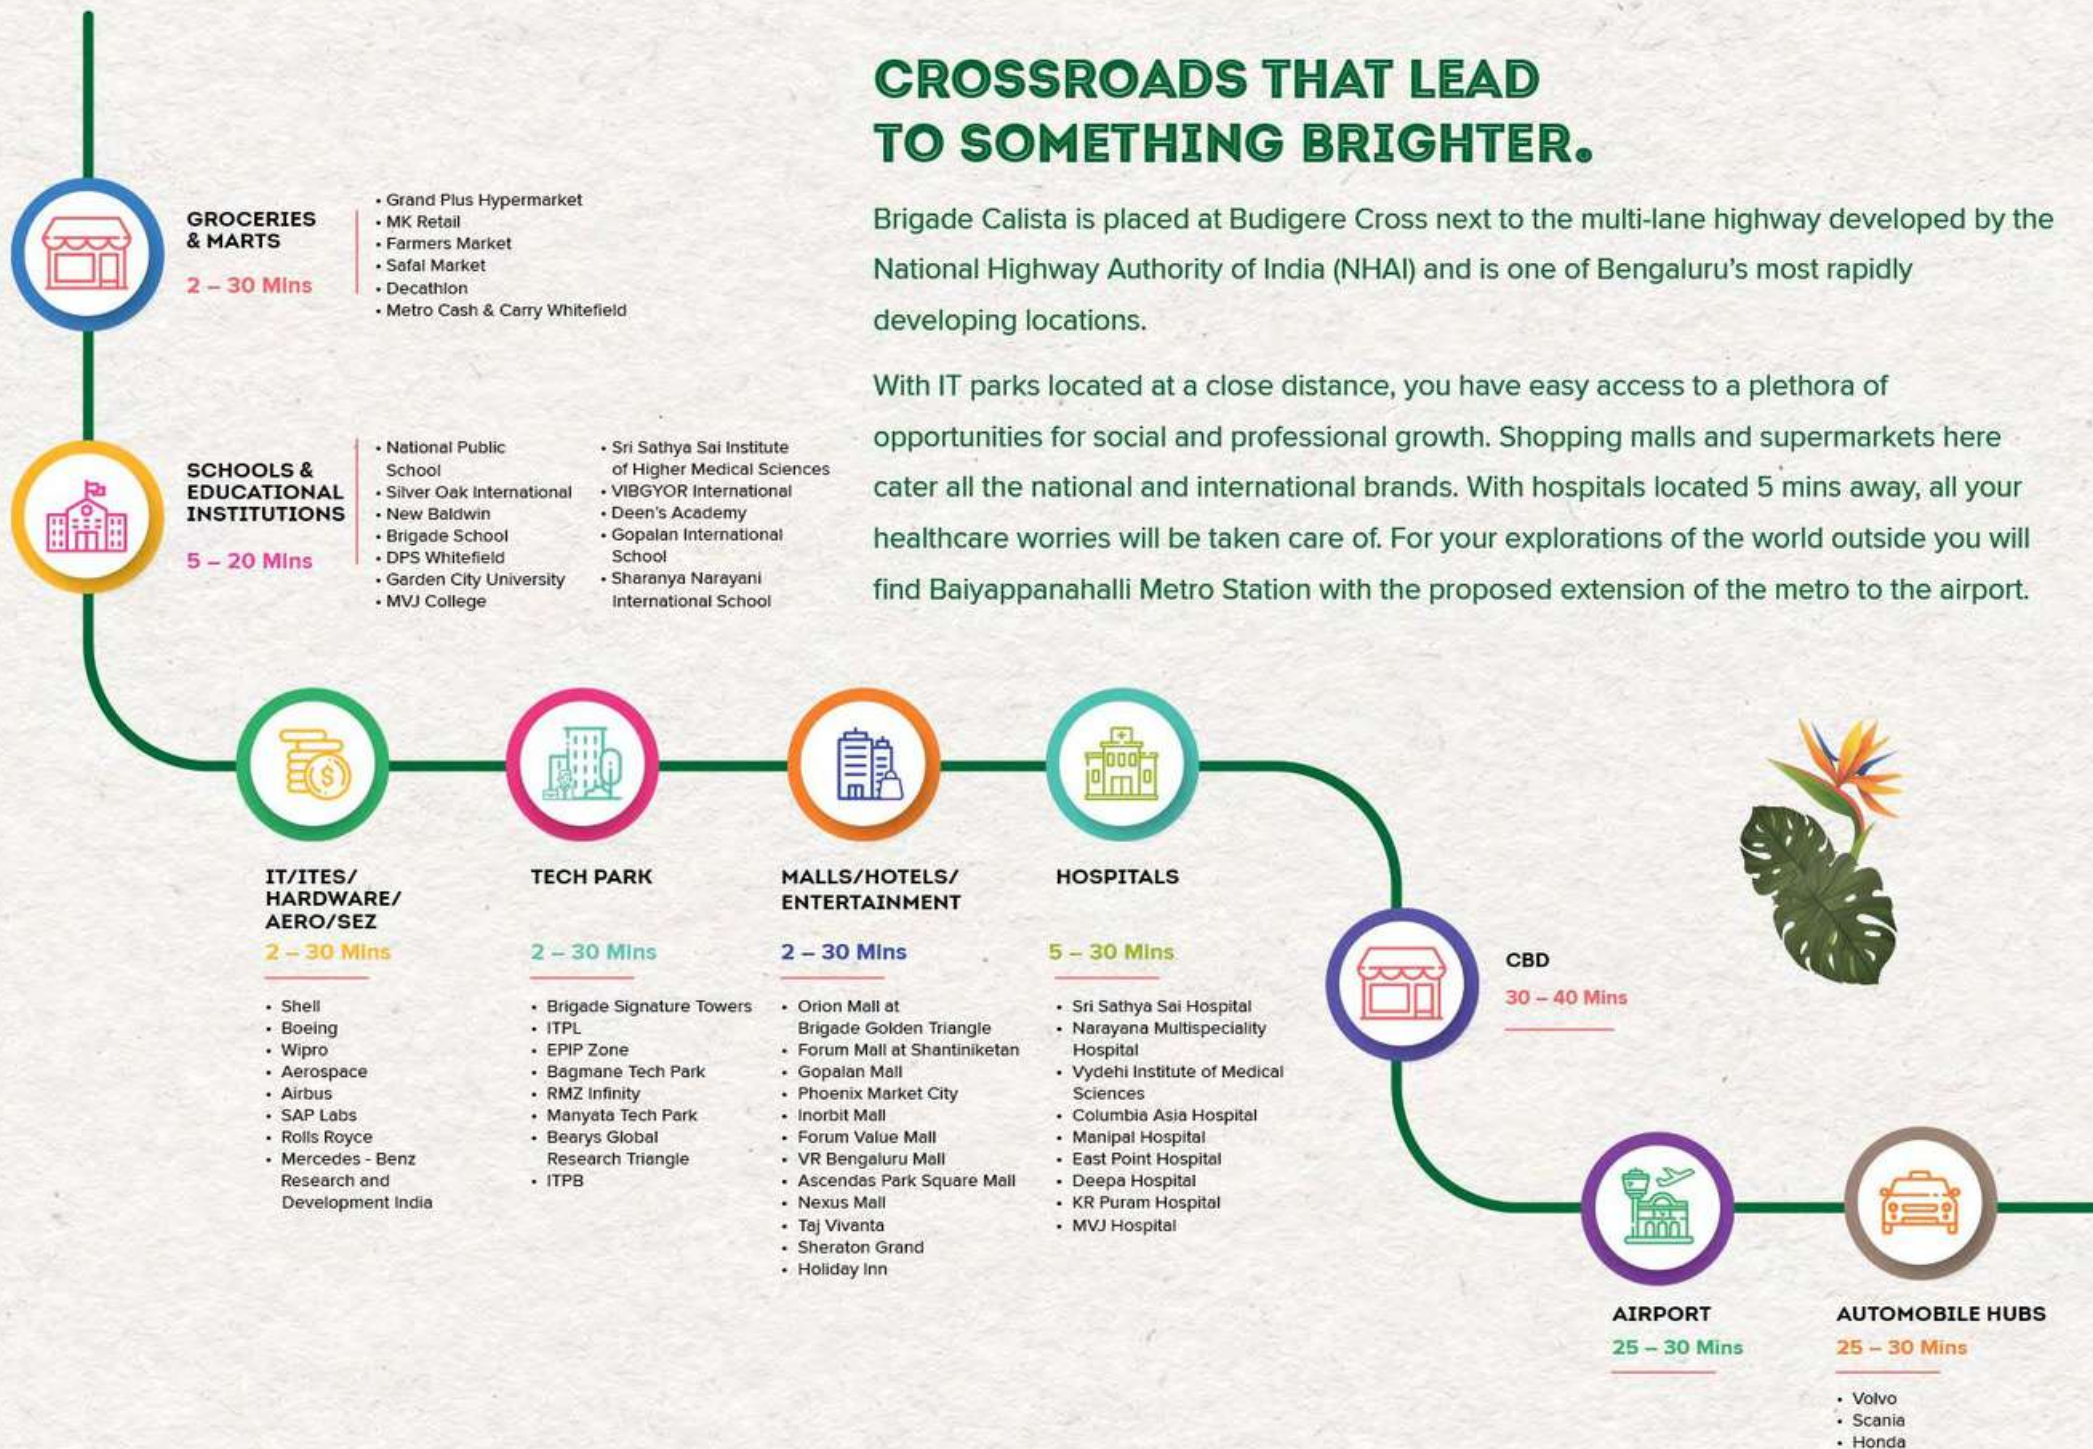 CROSSROADS THAT LEAD
TO SOMETHING BRIGHTER.
Brigade Calista is placed at Budigere Cross next to the multi-lane highway developed by the
National Highway Authority of India (NHAI) and is one of Bengaluru's most rapidly
developing locations.
With IT parks located at a close distance, you have easy access to a plethora of
opportunities for social and professional growth. Shopping malls and supermarkets here
cater all the national and international brands. With hospitals located 5 mins away, all your
healthcare worries will be taken care of. For your explorations of the world outside you will
find Baiyappanahalli Metro Station with the proposed extension of the metro to the airport.
GROCERIES
& MARTS
2 – 30 Mins
• Grand Plus Hypermarket
• MK Retail
• Farmers Market
• Safal Market
• Decathlon
• Metro Cash & Carry Whitefield
SCHOOLS &
EDUCATIONAL
INSTITUTIONS
5 – 20 Mins
• National Public
School
• Silver Oak International
• New Baldwin
• Brigade School
• DPS Whitefield
• Garden City University
• MVJ College
• Sri Sathya Sai Institute
of Higher Medical Sciences
• VIBGYOR International
• Deen's Academy
• Gopalan International
School
• Sharanya Narayani
International School
IT/ITES/
HARDWARE/
AERO/SEZ
2 – 30 Mins
• Shell
• Boeing
• Wipro
• Aerospace
• Airbus
• SAP Labs
• Rolls Royce
• Mercedes - Benz
Research and
Development India
TECH PARK
2 – 30 Mins
• Brigade Signature Towers
• ITPL
• EPIP Zone
• Bagmane Tech Park
• RMZ Infinity
• Manyata Tech Park
• Bearys Global
Research Triangle
• ITPB
MALLS/HOTELS/
ENTERTAINMENT
2 – 30 Mins
• Orion Mall at
Brigade Golden Triangle
• Forum Mall at Shantiniketan
• Gopalan Mall
• Phoenix Market City
• Inorbit Mall
• Forum Value Mall
• VR Bengaluru Mall
• Ascendas Park Square Mall
• Nexus Mall
• Taj Vivanta
• Sheraton Grand
• Holiday Inn
HOSPITALS
5 – 30 Mins
• Sri Sathya Sai Hospital
• Narayana Multispeciality
Hospital
• Vydehi Institute of Medical
Sciences
• Columbia Asia Hospital
• Manipal Hospital
• East Point Hospital
• Deepa Hospital
• KR Puram Hospital
• MVJ Hospital
CBD
30 – 40 Mins
AIRPORT
25 – 30 Mins
AUTOMOBILE HUBS
25 – 30 Mins
• Volvo
• Scania
• Honda